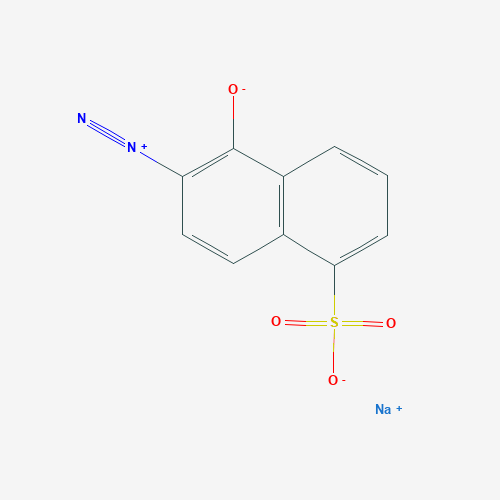 O -
N
N +
O S O
O -
Na +